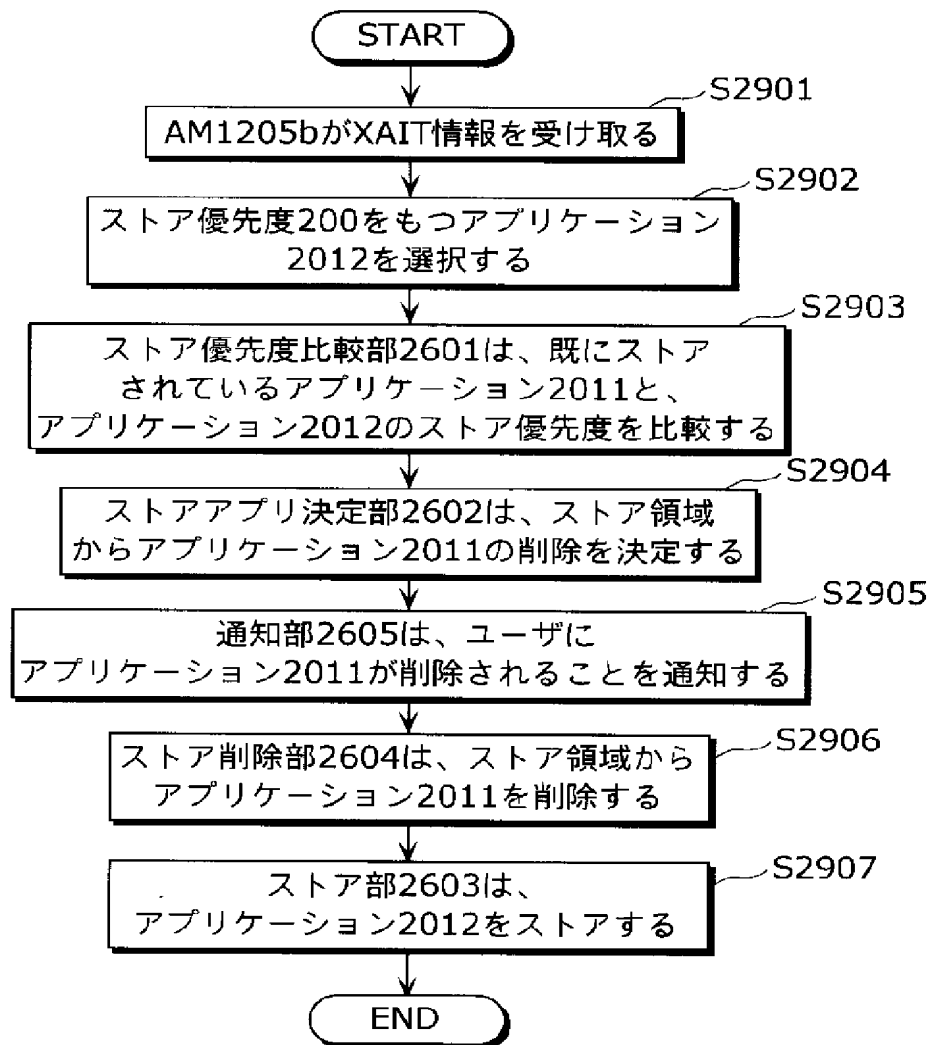 START
S2901
AM1205bがXAIT情報を受け取る
S2902
ストア優先度200をもつアプリケーション
2012を選択する
S2903
ストア優先度比較部2601は、既にストア
されているアプリケーション2011と、
アプリケーション2012のストア優先度を比較する
S2904
ストアアプリ決定部2602は、ストア領域
からアプリケーション2011の削除を決定する
S2905
通知部2605は、ユーザに
アプリケーション2011が削除されることを通知する
S2906
ストア削除部2604は、ストア領域から
アプリケーション2011を削除する
S2907
ストア部2603は、
アプリケーション2012をストアする
END